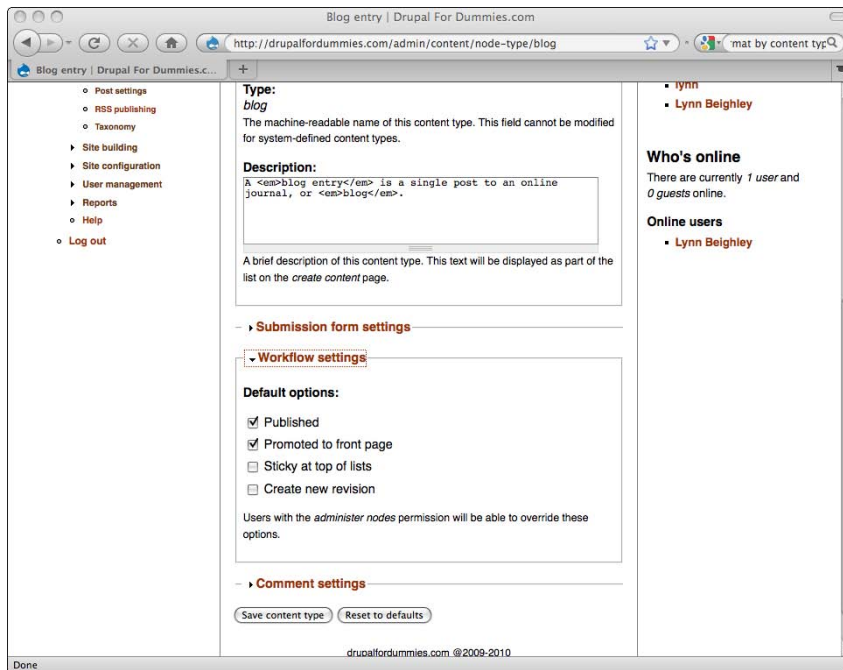 Blog entry | Drupal For Dummies.com
http://drupalfordummies.com/admin/content/node-type/blog
mat by content typ
Blog entry | Drupal For Dummies.c...
+
Post settings
RSS publishing
Taxonomy
Site building
Site configuration
User management
Reports
Help
Log out
Type:
blog
The machine-readable name of this content type. This field cannot be modified
for system-defined content types.
Description:
A <em>blog entry</em> is a single post to an online
journal, or <em>blog</em>.
A brief description of this content type. This text will be displayed as part of the
list on the create content page.
Submission form settings
Workflow settings
Default options:
Published
Promoted to front page
Sticky at top of lists
Create new revision
Users with the administer nodes permission will be able to override these
options.
Comment settings
Save content type
Reset to defaults
drupalfordummies.com @2009-2010
lynn
Lynn Beighley
Who's online
There are currently 1 user and
0 guests online.
Online users
Lynn Beighley
Done